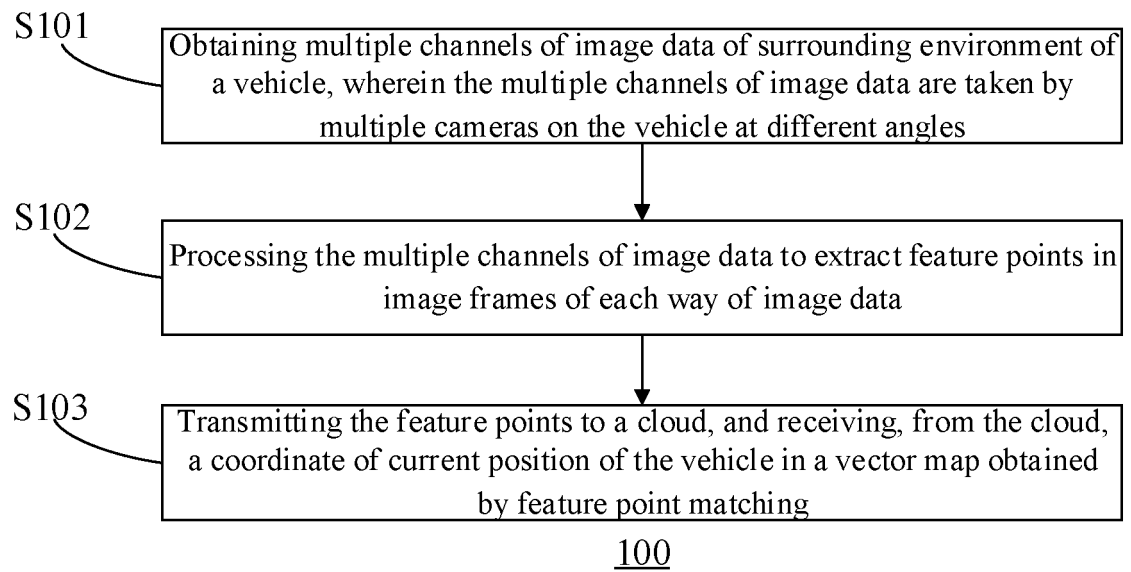 S101
Obtaining multiple channels of image data of surrounding environment of
a vehicle, wherein the multiple channels of image data are taken by
multiple cameras on the vehicle at different angles
S102
Processing the multiple channels of image data to extract feature points in
image frames of each way of image data
S103
Transmitting the feature points to a cloud, and receiving, from the cloud,
a coordinate of current position of the vehicle in a vector map obtained
by feature point matching
100